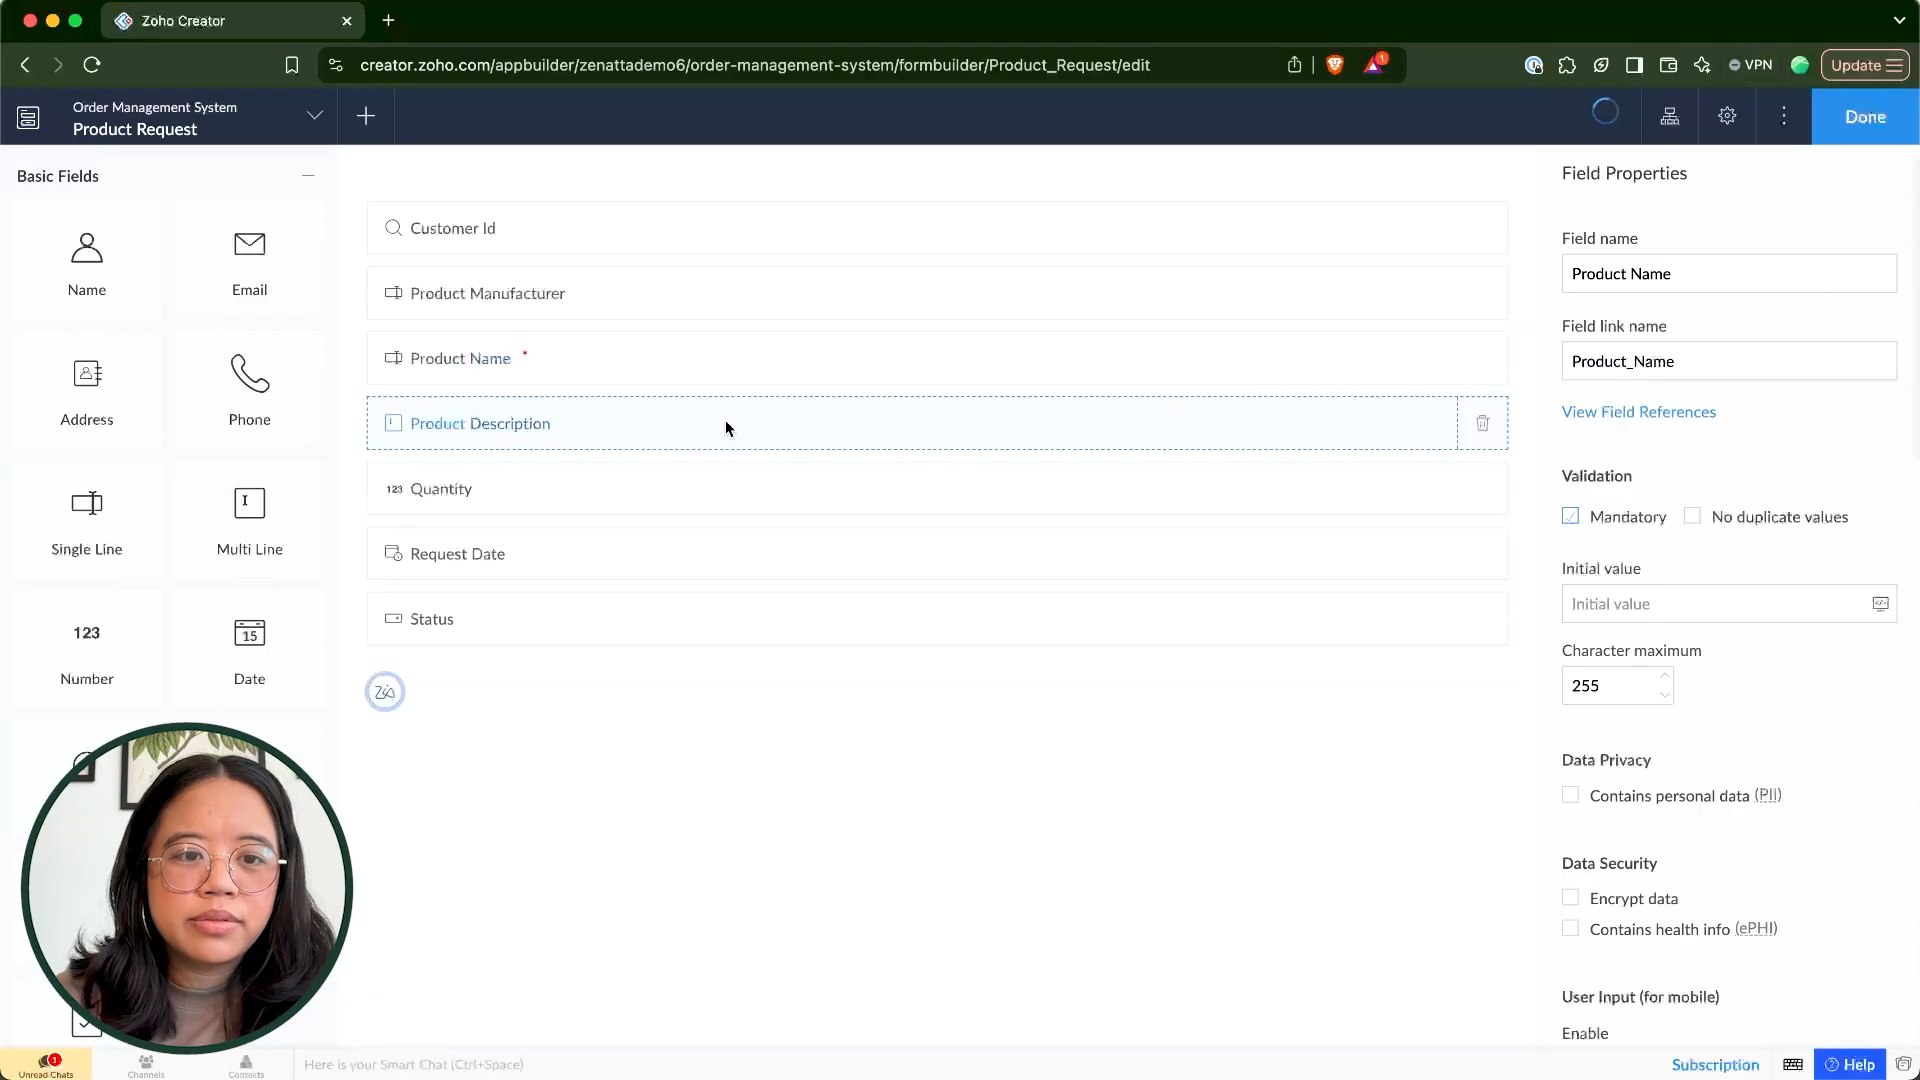 Zoho Creator
creator.zoho.com/appbuilder/zenattademo6/order-management-system/formbuilder/Product_Request/edit
1
VPN
Update
Order Management System
Product Request
Done
Basic Fields
Name
Email
Address
Phone
Single Line
Multi Line
123
Number
15
Date
Customer Id
Product Manufacturer
Product Name *
Product Description
123 Quantity
Request Date
Status
Zia
Field Properties
Field name
Product Name
Field link name
Product_Name
View Field References
Validation
Mandatory
No duplicate values
Initial value
Initial value
Character maximum
255
Data Privacy
Contains personal data (PII)
Data Security
Encrypt data
Contains health info (ePHI)
User Input (for mobile)
Enable
1
Unread Chats
Channels
Contacts
Here is your Smart Chat (Ctrl+Space)
Subscription
Help